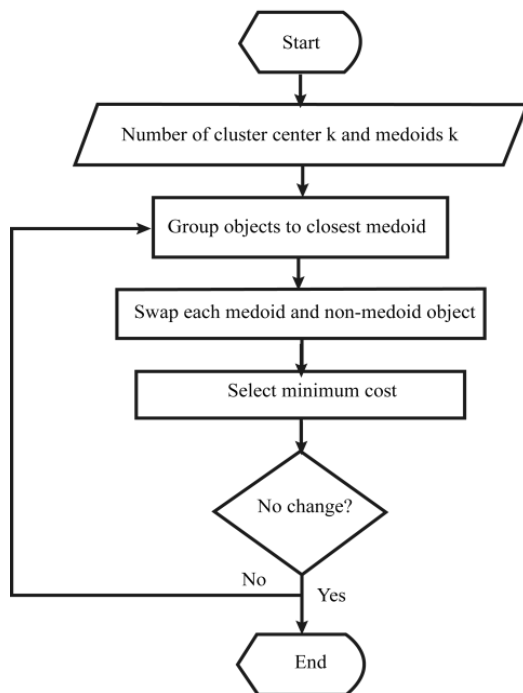 Start
Number of cluster center k and medoids k
Group objects to closest medoid
Swap each medoid and non-medoid object
Select minimum cost
No change?
No
Yes
End